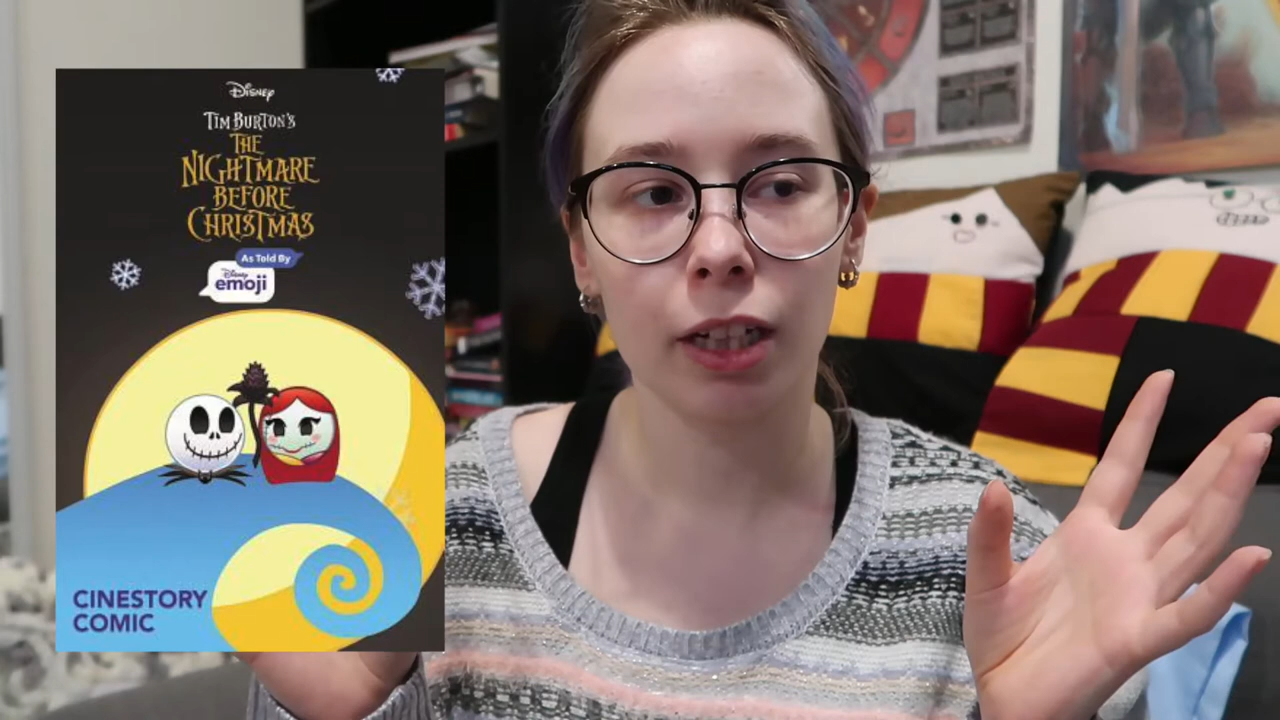 Disney
TIM BURTON'S
THE
NIGHTMARE
BEFORE
CHRISTMAS
As Told By
Disney
emoji
CINESTORY
COMIC